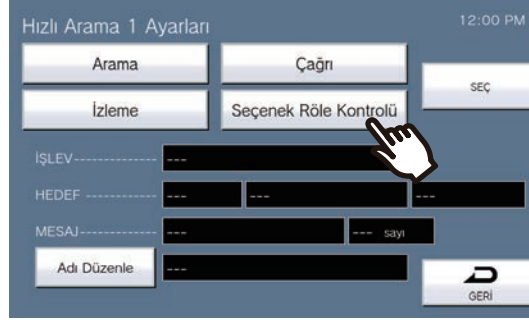 Hızlı Arama 1 Ayarları 12:00 PM
Arama Çağrı
SEÇ
İzleme Seçenek Röle Kontrolü
İŞLEV------------- ---
HEDEF ----------- --- --- ---
MESAJ------------ --- --- sayı
Adı Düzenle ---
GERİ